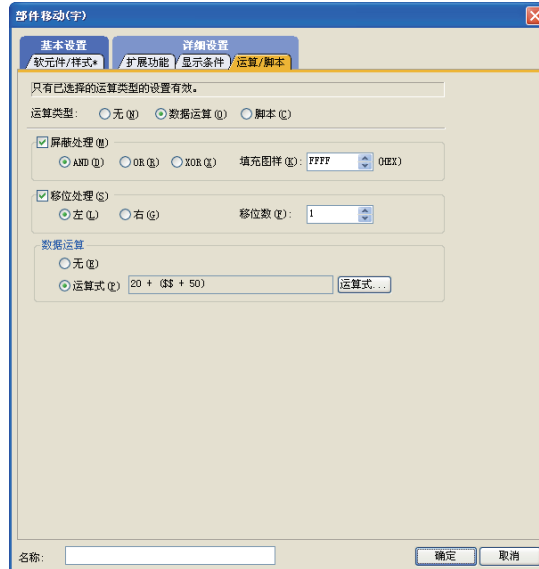 部件移动(字)
基本设置 详细设置
软元件/样式* 扩展功能 显示条件 运算/脚本
只有已选择的运算类型的设置有效。
运算类型: 无(N) 数据运算(O) 脚本(C)
屏蔽处理(M)
AND(D) OR(R) XOR(X) 填充图样(K): FFFF (HEX)
移位处理(S)
左(L) 右(G) 移位数(F): 1
数据运算
无(E)
运算式(P) 20 + ($$ + 50) 运算式...
名称: 确定 取消